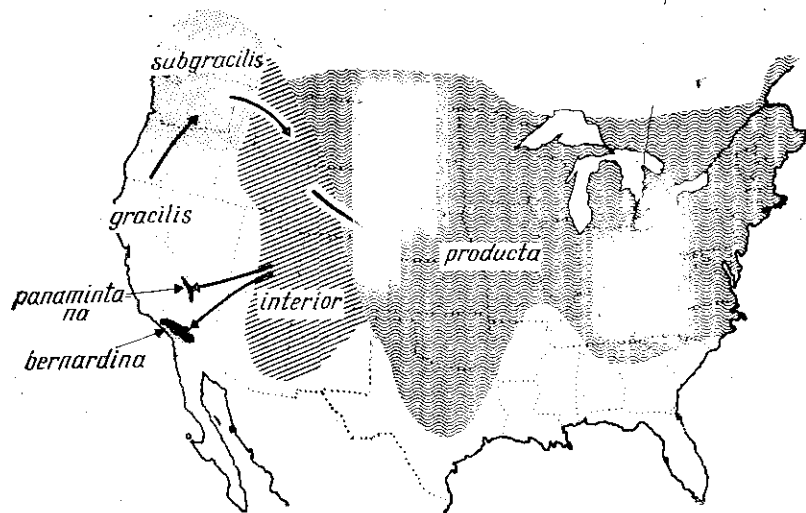 subgracilis
gracilis
producta
panaminta
na
interior
bernardina